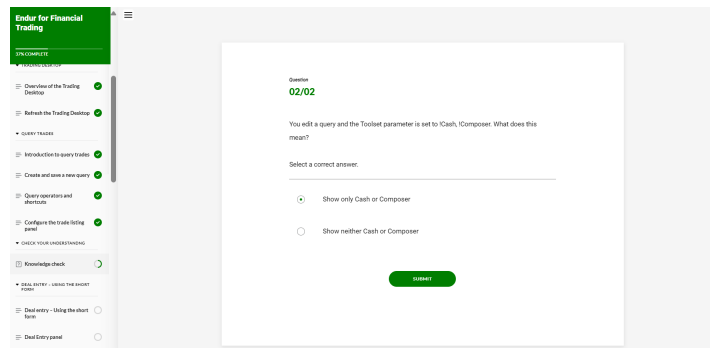 Endur for Financial
Trading
37% COMPLETE
TRADING DESKTOP
Overview of the Trading
Desktop
Refresh the Trading Desktop
QUERY TRADES
Introduction to query trades
Create and save a new query
Query operators and
shortcuts
Configure the trade listing
panel
CHECK YOUR UNDERSTANDING
Knowledge check
DEAL ENTRY – USING THE SHORT
FORM
Deal entry – Using the short
form
Deal Entry panel
Question
02/02
You edit a query and the Toolset parameter is set to !Cash, !Composer. What does this
mean?
Select a correct answer.
Show only Cash or Composer
Show neither Cash or Composer
SUBMIT